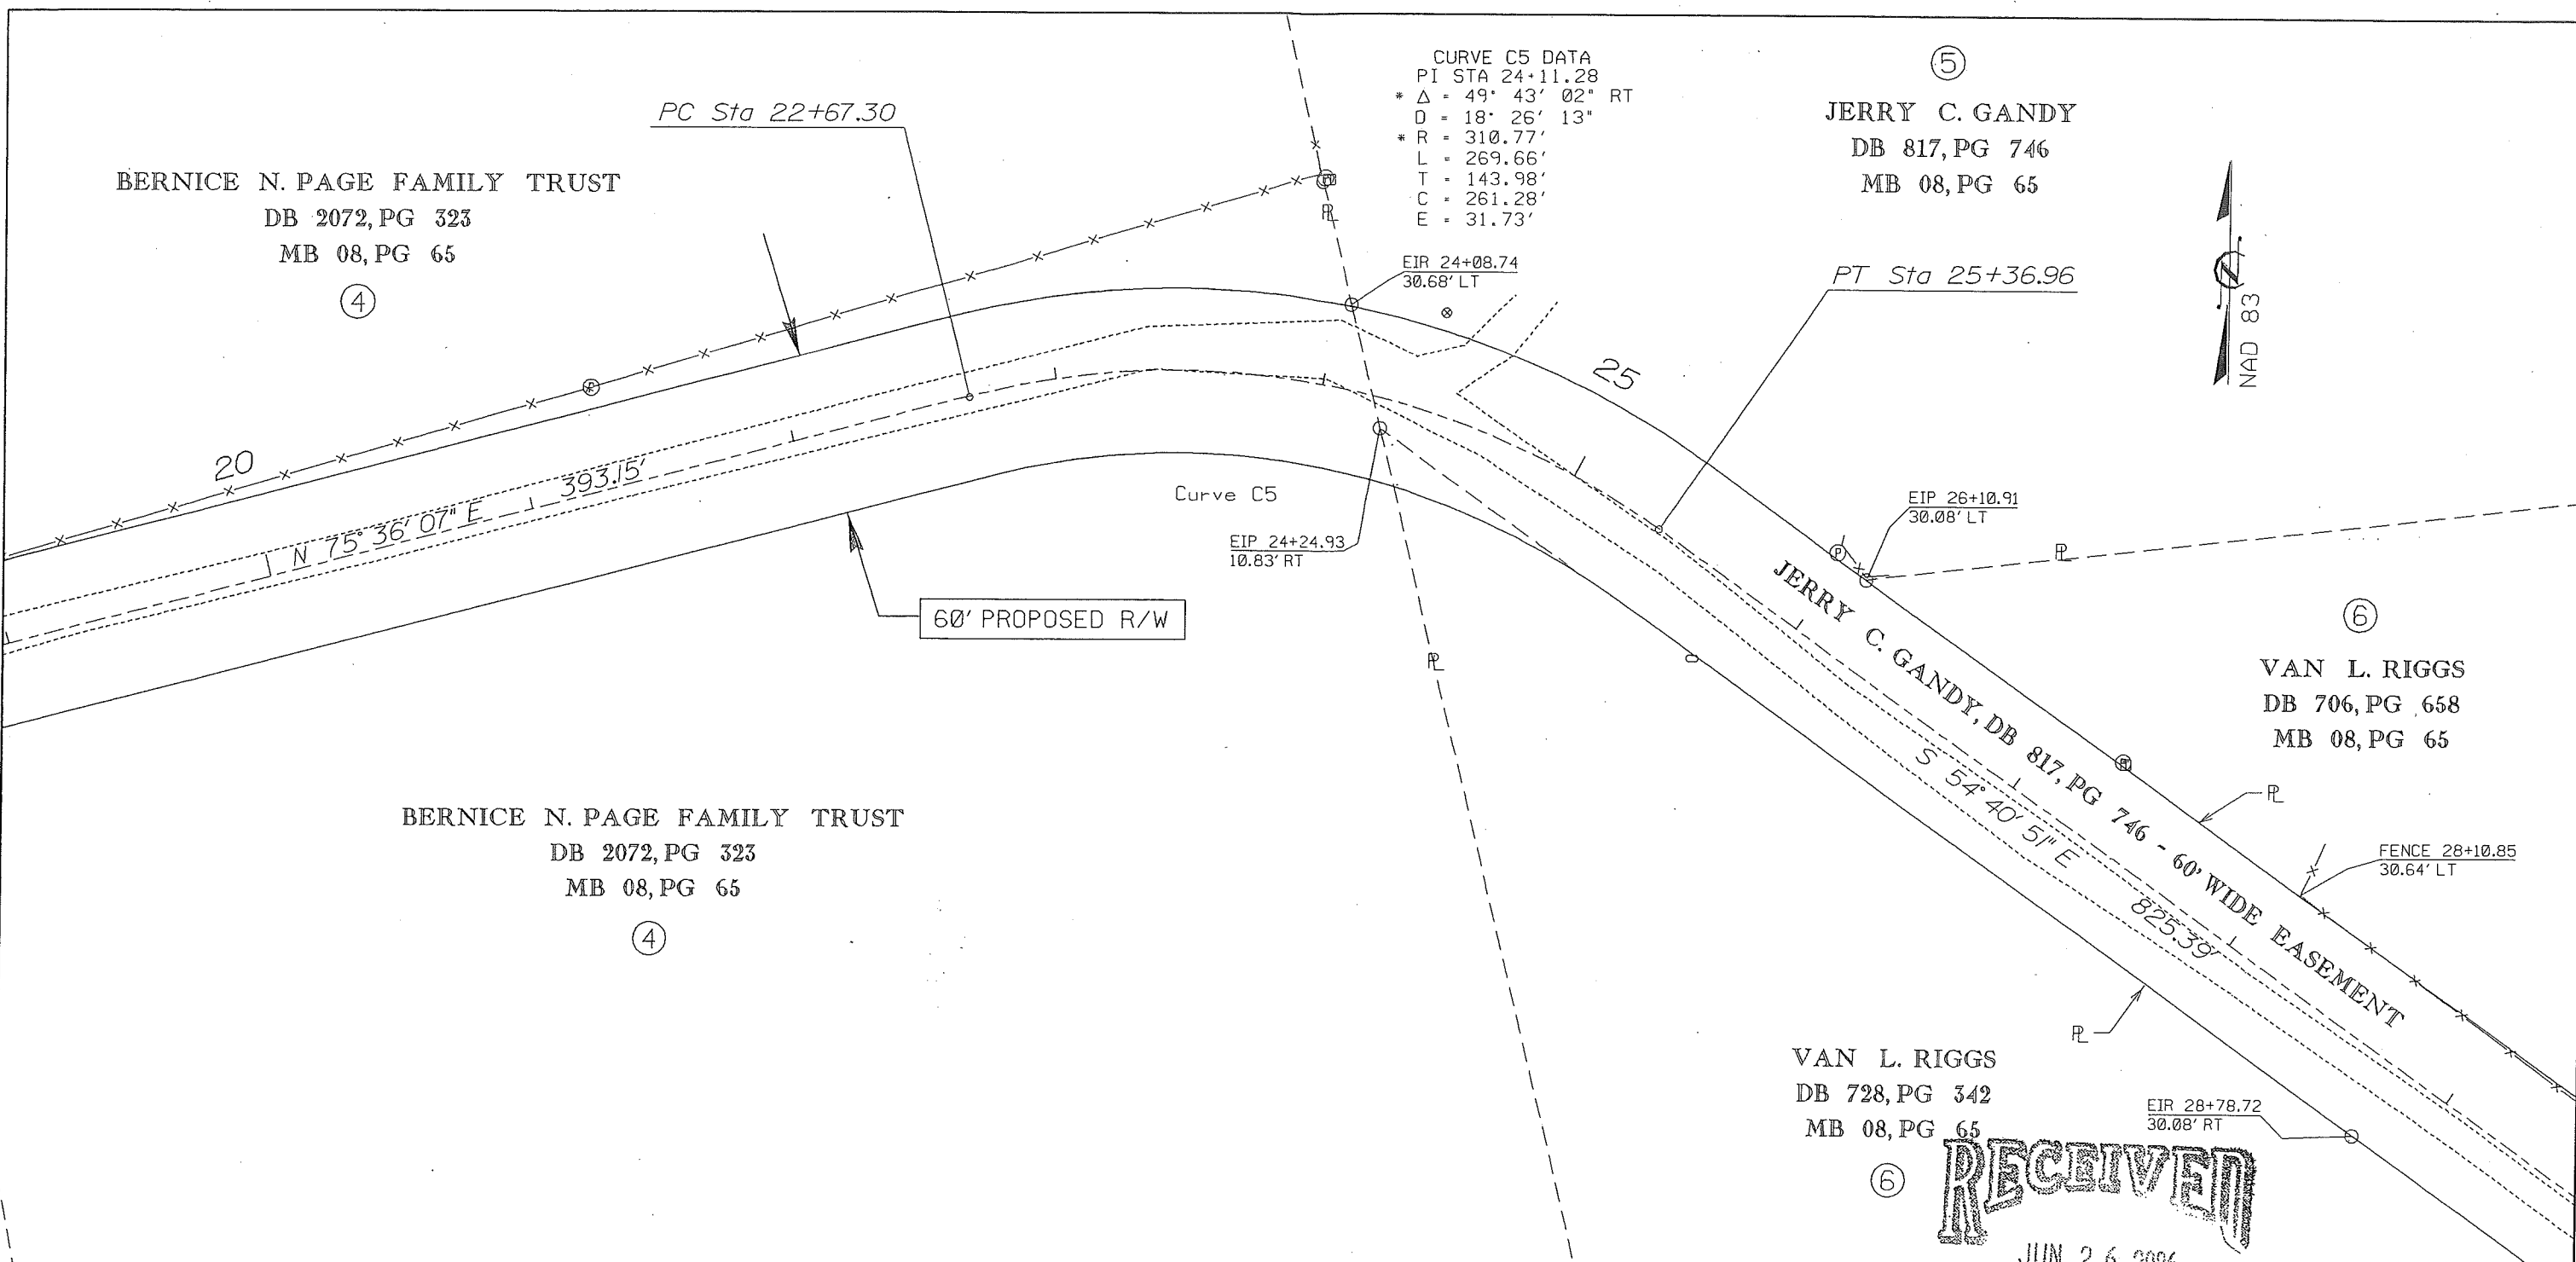 CURVE C5 DATA
PI STA 24+11.28
* Δ = 49° 43' 02" RT
D = 18° 26' 13"
* R = 310.77'
L = 269.66'
T = 143.98'
C = 261.28'
E = 31.73'
5
JERRY C. GANDY
DB 817, PG 746
MB 08, PG 65
PC Sta 22+67.30
BERNICE N. PAGE FAMILY TRUST
DB 2072, PG 323
MB 08, PG 65
4
PL
EIR 24+08.74
30.68' LT
PT Sta 25+36.96
NAD 83
25
20
N 75° 36' 07" E 393.15'
Curve C5
EIP 24+24.93
10.83' RT
EIP 26+10.91
30.08' LT
PL
60' PROPOSED R/W
PL
6
VAN L. RIGGS
DB 706, PG 658
MB 08, PG 65
JERRY C. GANDY, DB 817, PG 746 - 60' WIDE EASEMENT
S 54° 40' 51" E 825.39'
PL
FENCE 28+10.85
30.64' LT
BERNICE N. PAGE FAMILY TRUST
DB 2072, PG 323
MB 08, PG 65
4
PL
VAN L. RIGGS
DB 728, PG 342
MB 08, PG 65
6
EIR 28+78.72
30.08' RT
RECEIVED
JUN 26